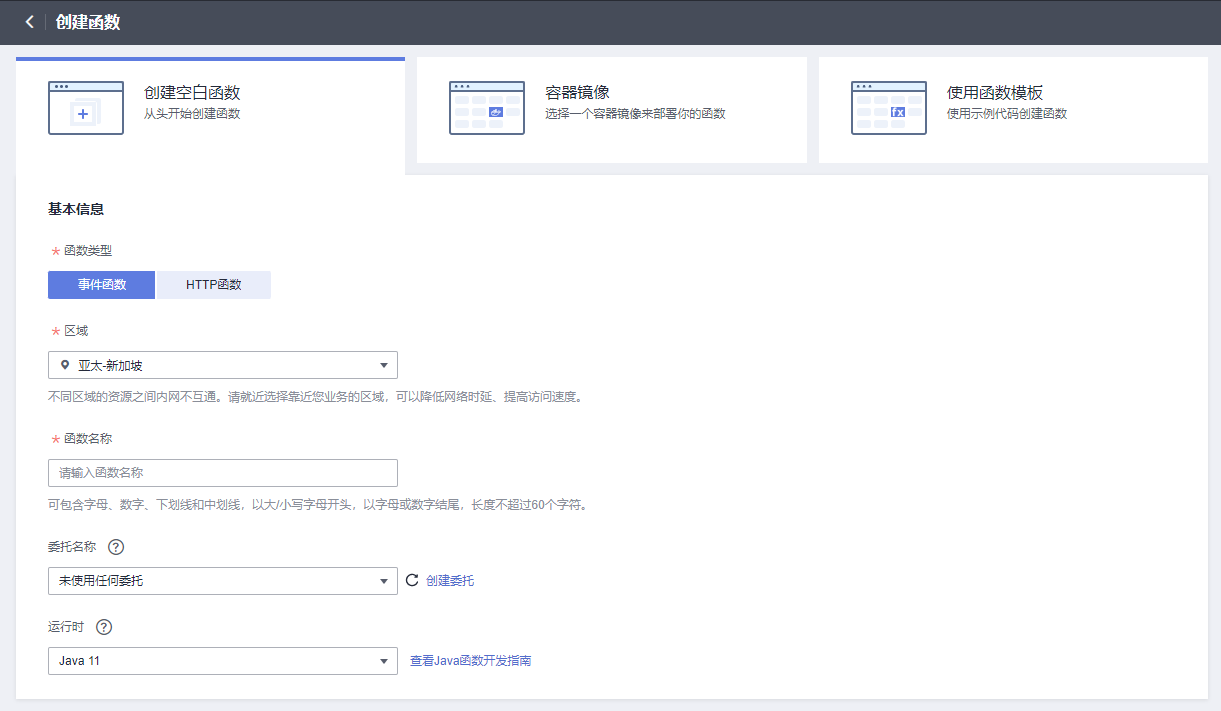 创建函数
创建空白函数
从头开始创建函数
容器镜像
选择一个容器镜像来部署你的函数
使用函数模板
使用示例代码创建函数
基本信息
* 函数类型
事件函数 HTTP函数
* 区域
亚太-新加坡
不同区域的资源之间内网不互通。请就近选择靠近您业务的区域，可以降低网络时延、提高访问速度。
* 函数名称
请输入函数名称
可包含字母、数字、下划线和中划线，以大/小写字母开头，以字母或数字结尾，长度不超过60个字符。
委托名称 ?
未使用任何委托 创建委托
运行时 ?
Java 11 查看Java函数开发指南